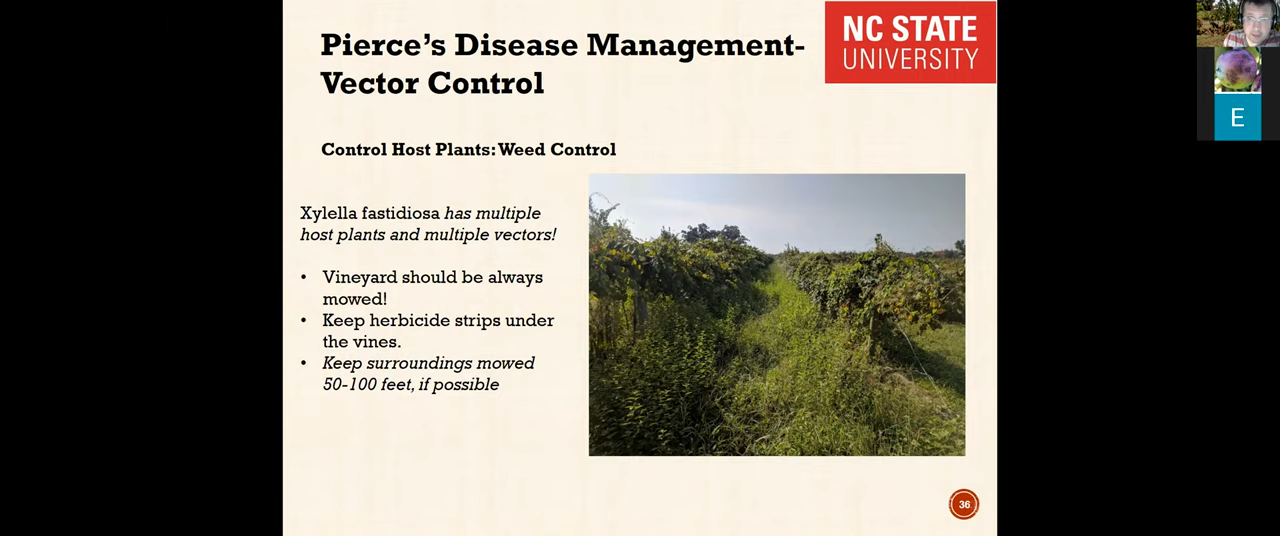 Pierce's Disease Management-
Vector Control
NC STATE
UNIVERSITY
Control Host Plants: Weed Control
Xylella fastidiosa has multiple
host plants and multiple vectors!
• Vineyard should be always
mowed!
• Keep herbicide strips under
the vines.
• Keep surroundings mowed
50-100 feet, if possible
36
E